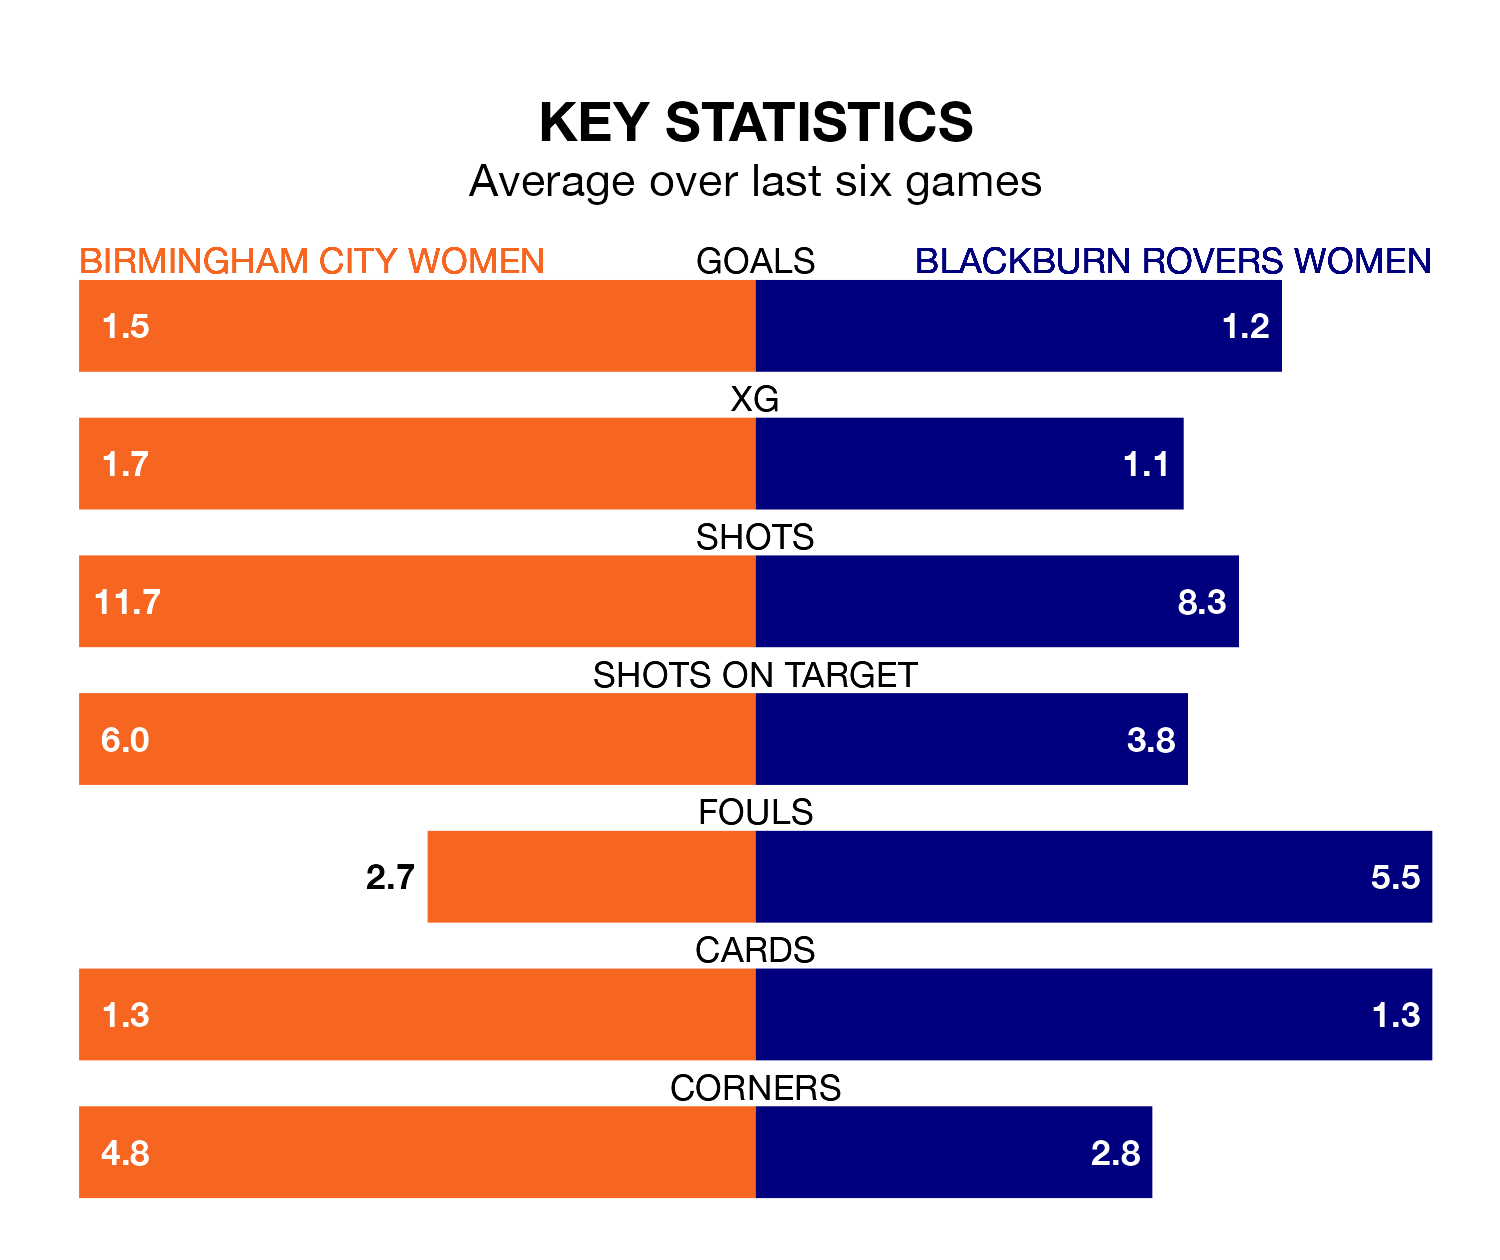 KEY STATISTICS
Average over last six games
BIRMINGHAM CITY WOMEN GOALS BLACKBURN ROVERS WOMEN
1.5 1.2
XG
1.7 1.1
SHOTS
11.7 8.3
SHOTS ON TARGET
6.0 3.8
FOULS
2.7 5.5
CARDS
1.3 1.3
CORNERS
4.8 2.8